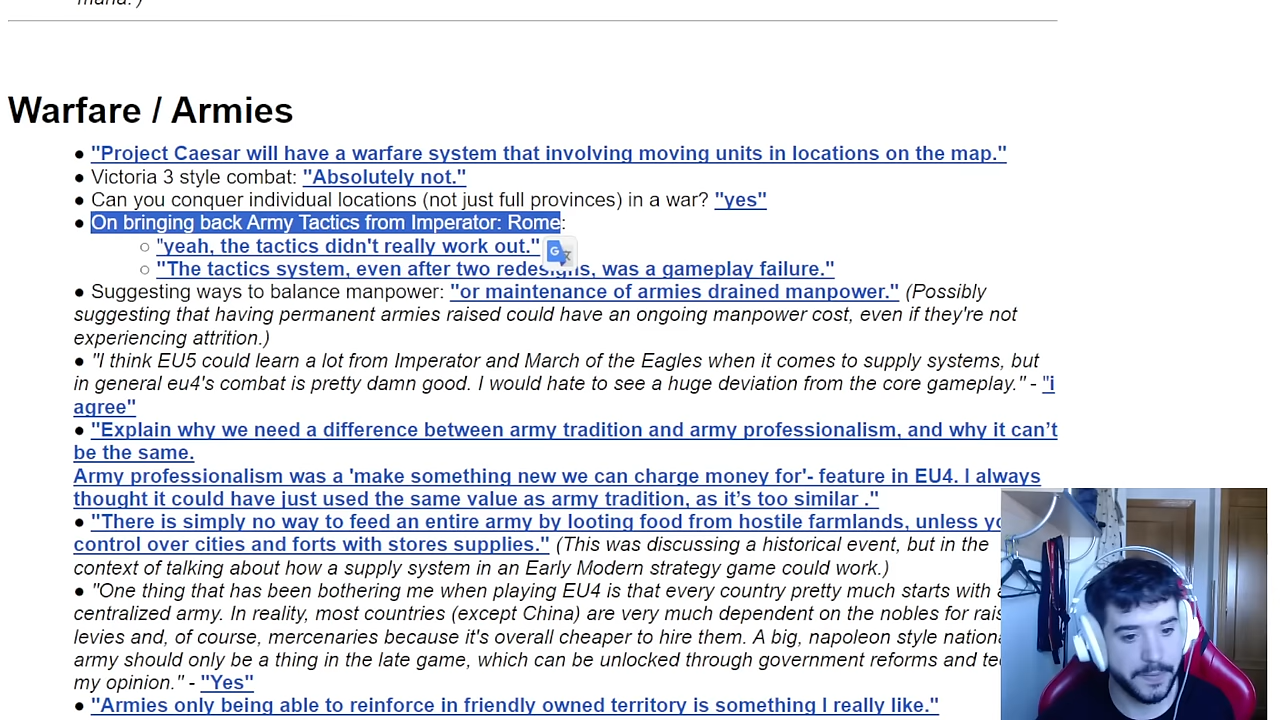 mana.")
Warfare / Armies
● "Project Caesar will have a warfare system that involving moving units in locations on the map."
● Victoria 3 style combat: "Absolutely not."
● Can you conquer individual locations (not just full provinces) in a war? "yes"
● On bringing back Army Tactics from Imperator: Rome:
○ "yeah, the tactics didn't really work out."
○ "The tactics system, even after two redesigns, was a gameplay failure."
● Suggesting ways to balance manpower: "or maintenance of armies drained manpower." (Possibly
suggesting that having permanent armies raised could have an ongoing manpower cost, even if they're not
experiencing attrition.)
● "I think EU5 could learn a lot from Imperator and March of the Eagles when it comes to supply systems, but
in general eu4's combat is pretty damn good. I would hate to see a huge deviation from the core gameplay." - "i
agree"
● "Explain why we need a difference between army tradition and army professionalism, and why it can't
be the same.
Army professionalism was a 'make something new we can charge money for'- feature in EU4. I always
thought it could have just used the same value as army tradition, as it's too similar ."
● "There is simply no way to feed an entire army by looting food from hostile farmlands, unless
control over cities and forts with stores supplies." (This was discussing a historical event, but in the
context of talking about how a supply system in an Early Modern strategy game could work.)
● "One thing that has been bothering me when playing EU4 is that every country pretty much starts with
centralized army. In reality, most countries (except China) are very much dependent on the nobles for
levies and, of course, mercenaries because it's overall cheaper to hire them. A big, napoleon style
army should only be a thing in the late game, which can be unlocked through government reforms and
my opinion." - "Yes"
● "Armies only being able to reinforce in friendly owned territory is something I really like."